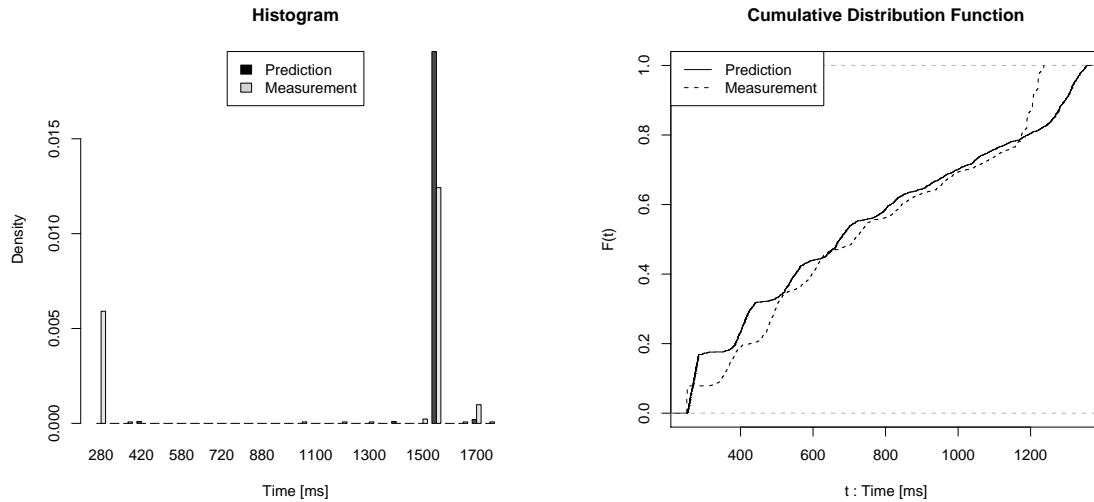 Histogram
Prediction
Measurement
Density
0.015
0.010
0.005
0.000
280 420 580 720 880 1100 1300 1500 1700
Time [ms]
Cumulative Distribution Function
Prediction
Measurement
F(t)
1.0
0.8
0.6
0.4
0.2
0.0
400 600 800 1000 1200
t : Time [ms]